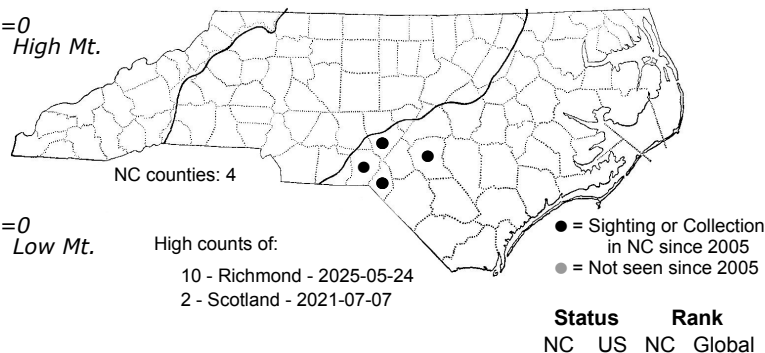 =0
High Mt.
NC counties: 4
=0
Low Mt.
High counts of:
10 - Richmond - 2025-05-24
2 - Scotland - 2021-07-07
= Sighting or Collection
in NC since 2005
= Not seen since 2005
Status Rank
NC US NC Global